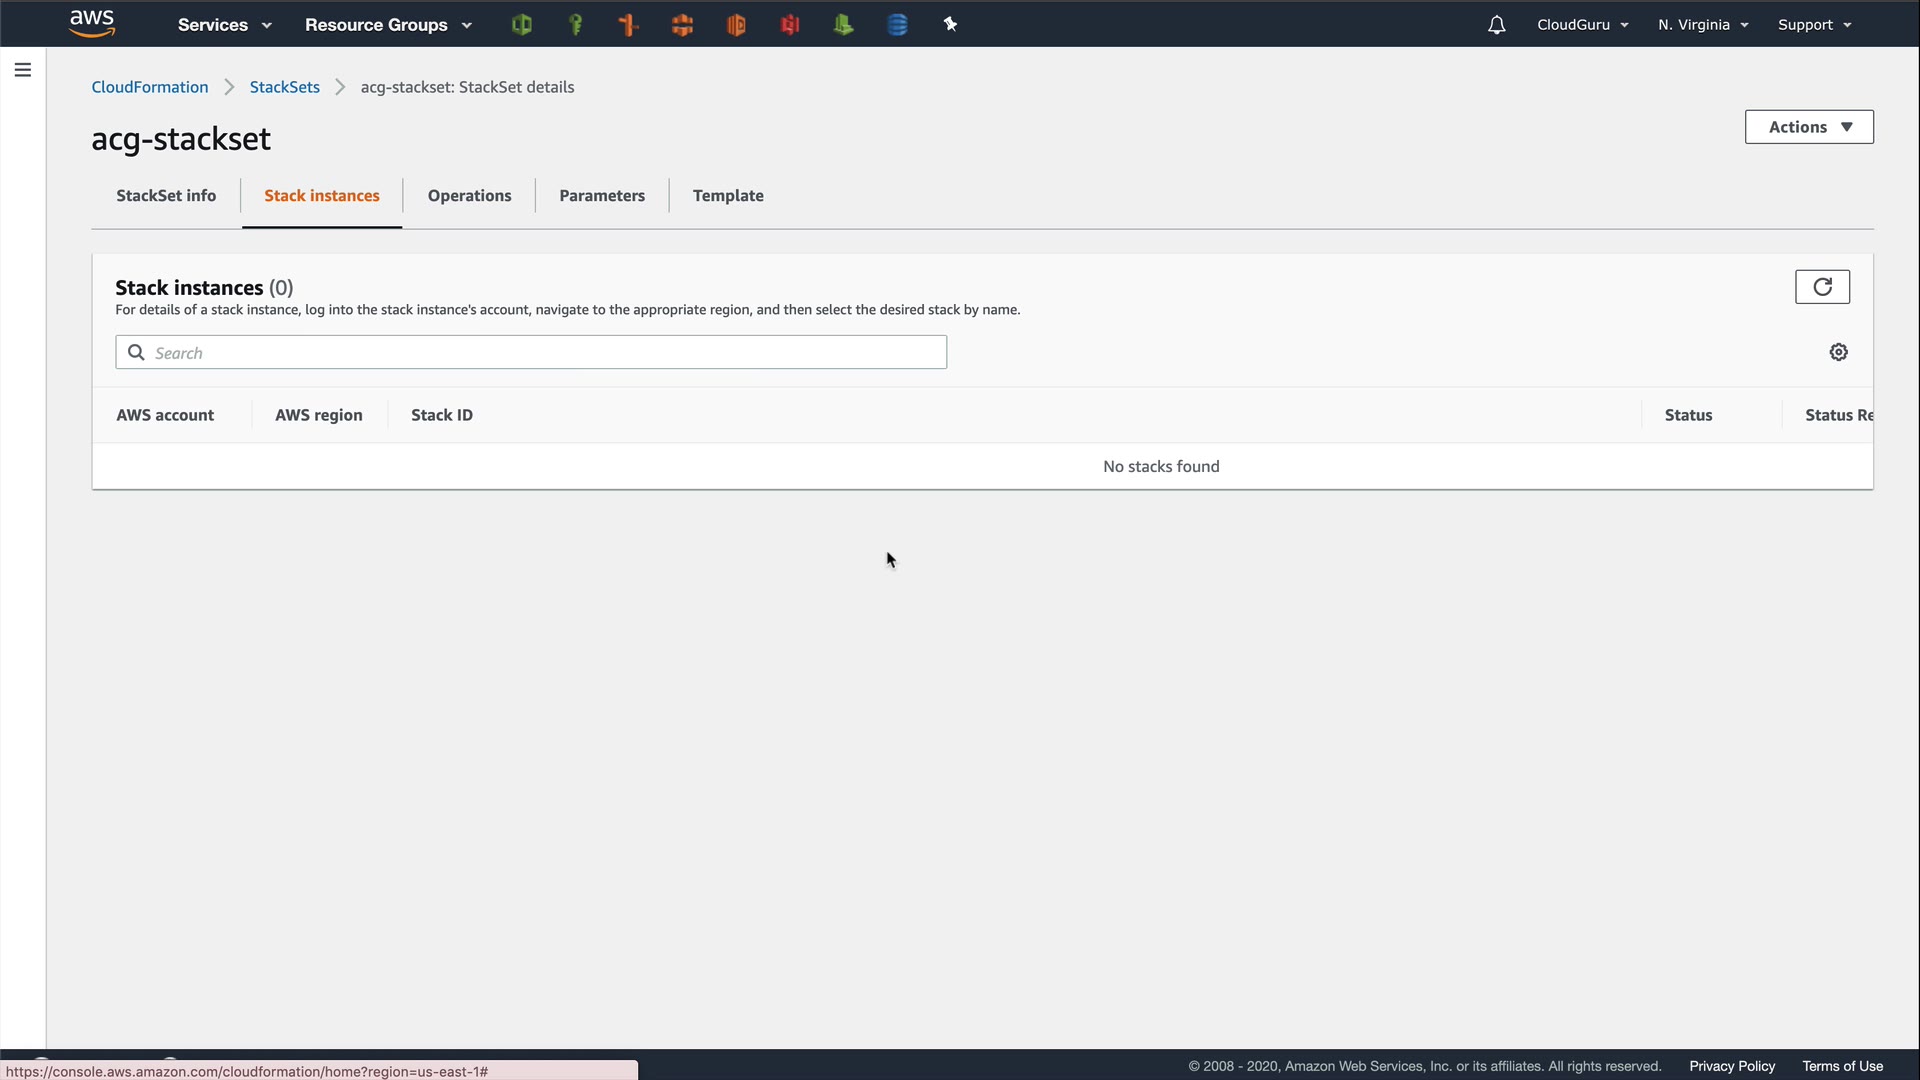 aws Services Resource Groups CloudGuru N. Virginia Support
CloudFormation StackSets acg-stackset: StackSet details
acg-stackset
Actions
StackSet info Stack instances Operations Parameters Template
Stack instances (0)
For details of a stack instance, log into the stack instance's account, navigate to the appropriate region, and then select the desired stack by name.
Search
AWS account AWS region Stack ID Status Status Re
No stacks found
https://console.aws.amazon.com/cloudformation/home?region=us-east-1#
© 2008 - 2020, Amazon Web Services, Inc. or its affiliates. All rights reserved. Privacy Policy Terms of Use